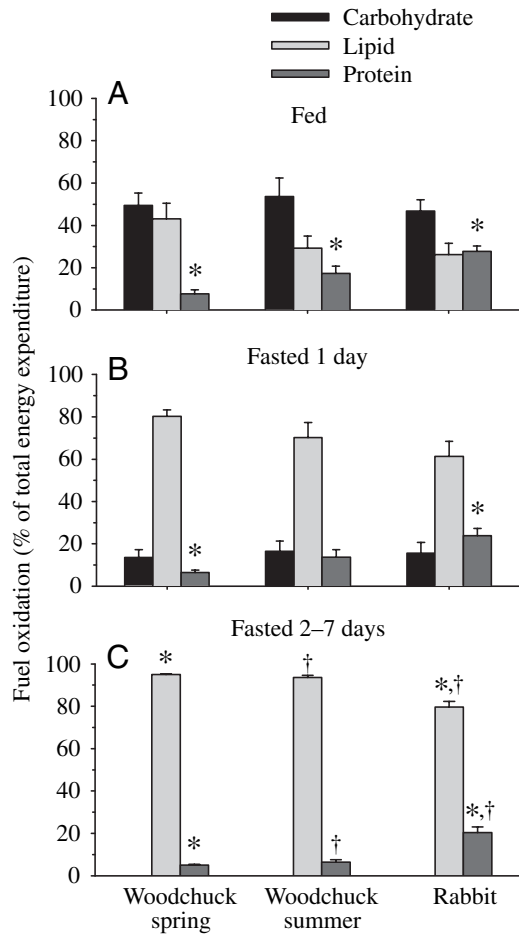 Carbohydrate
Lipid
Protein
A
Fed
100
80
60
40
20
0
*
*
*
B
Fasted 1 day
100
80
60
40
20
0
*
*
C
Fasted 2–7 days
100
80
60
40
20
0
*
*
†
†
*,†
*,†
Woodchuck
spring
Woodchuck
summer
Rabbit
Fuel oxidation (% of total energy expenditure)